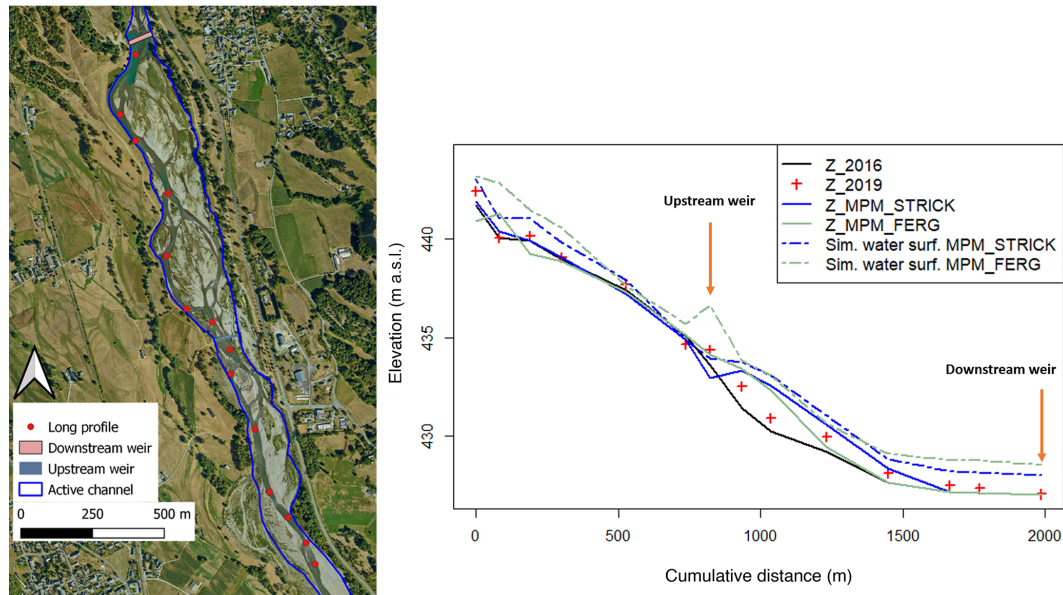 Long profile
Downstream weir
Upstream weir
Active channel
0 250 500 m
Z_2016
Z_2019
Z_MPM_STRICK
Z_MPM_FERG
Sim. water surf. MPM_STRICK
Sim. water surf. MPM_FERG
Upstream weir
Downstream weir
Elevation (m a.s.l.)
440
435
430
0 500 1000 1500 2000
Cumulative distance (m)